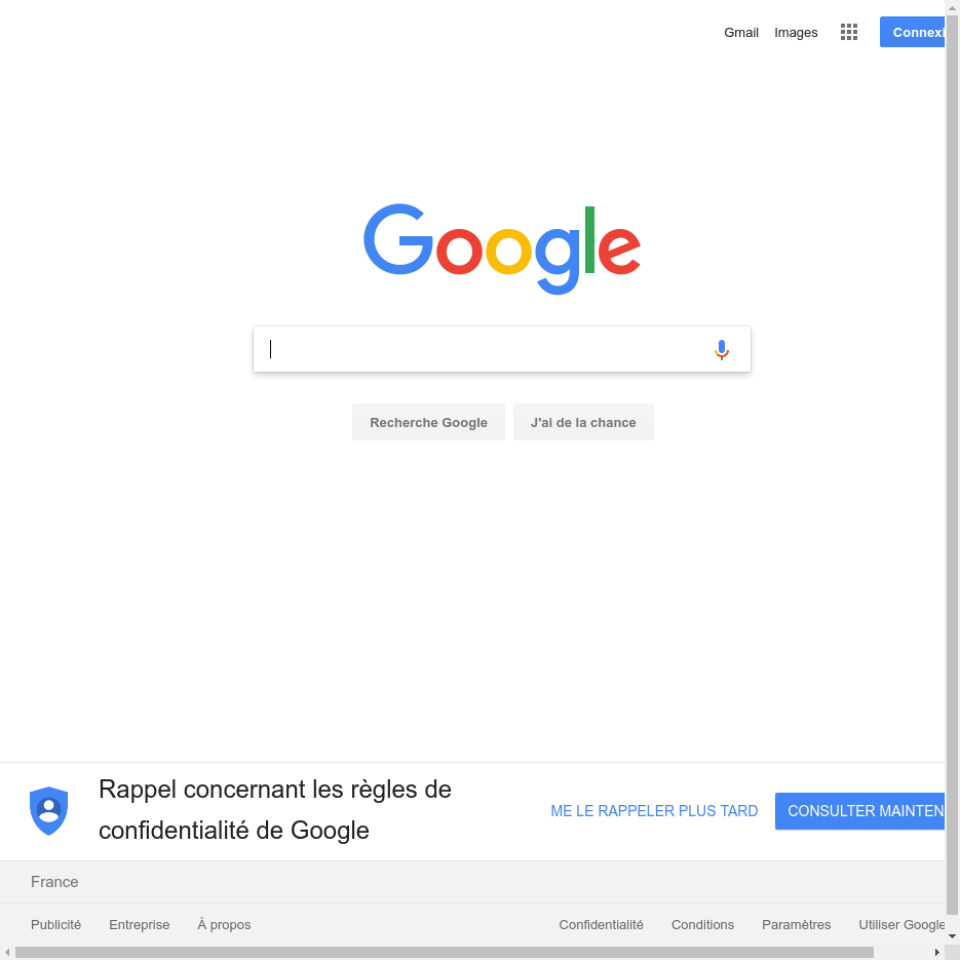 Gmail Images Connexi
Google
Recherche Google J'ai de la chance
Rappel concernant les règles de
confidentialité de Google
ME LE RAPPELER PLUS TARD CONSULTER MAINTEN
France
Publicité Entreprise À propos Confidentialité Conditions Paramètres Utiliser Google